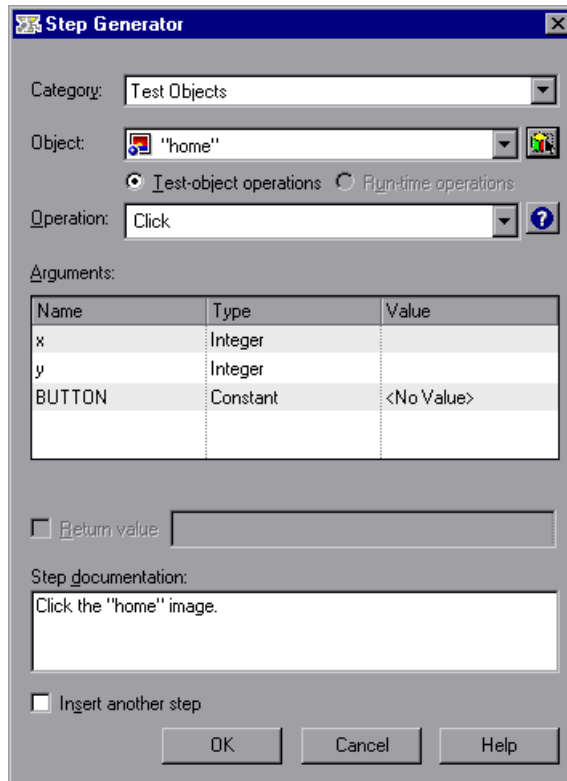 Step Generator
Category: Test Objects
Object: "home"
Test-object operations Run-time operations
Operation: Click ?
Arguments:
Name Type Value
x Integer
y Integer
BUTTON Constant <No Value>
Return value
Step documentation:
Click the "home" image.
Insert another step
OK Cancel Help